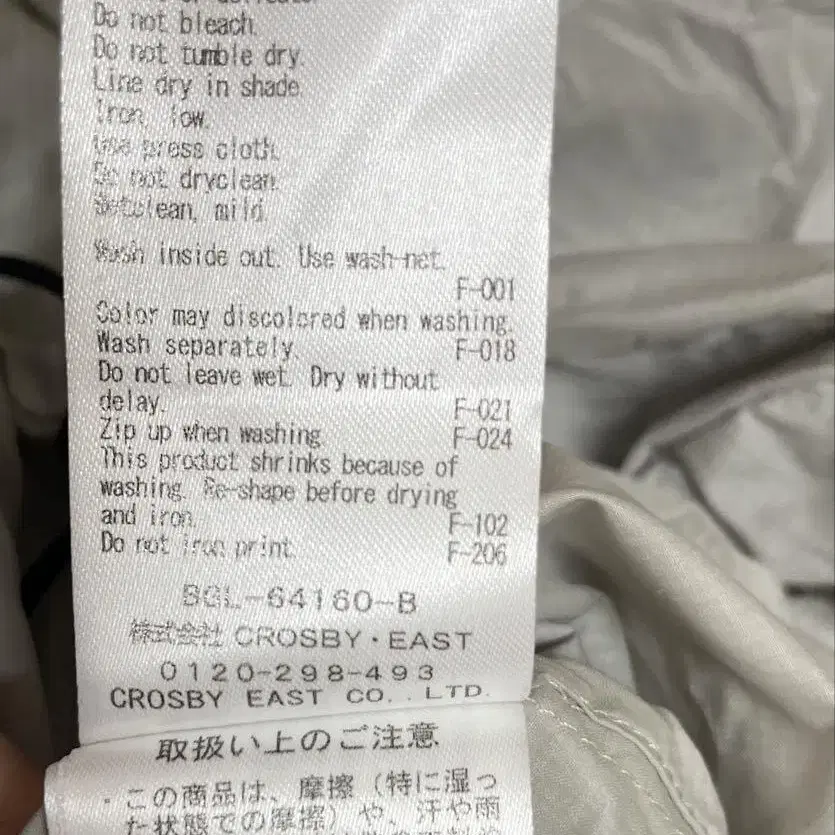 Do not bleach.
Do not tumble dry.
Line dry in shade.
Iron, low.
Use press cloth.
Do not dryclean.
Wetclean, mild.
Wash inside out. Use wash-net.
F-001
Color may discolored when washing.
Wash separately. F-018
Do not leave wet. Dry without
delay. F-021
Zip up when washing. F-024
This product shrinks because of
washing. Re-shape before drying
and iron. F-102
Do not iron print. F-206
BGL-64160-B
株式会社 CROSBY・EAST
0120-298-493
CROSBY EAST CO., LTD.
取扱い上のご注意
・この商品は、摩擦（特に湿っ
た状態での摩擦）や、汗や雨